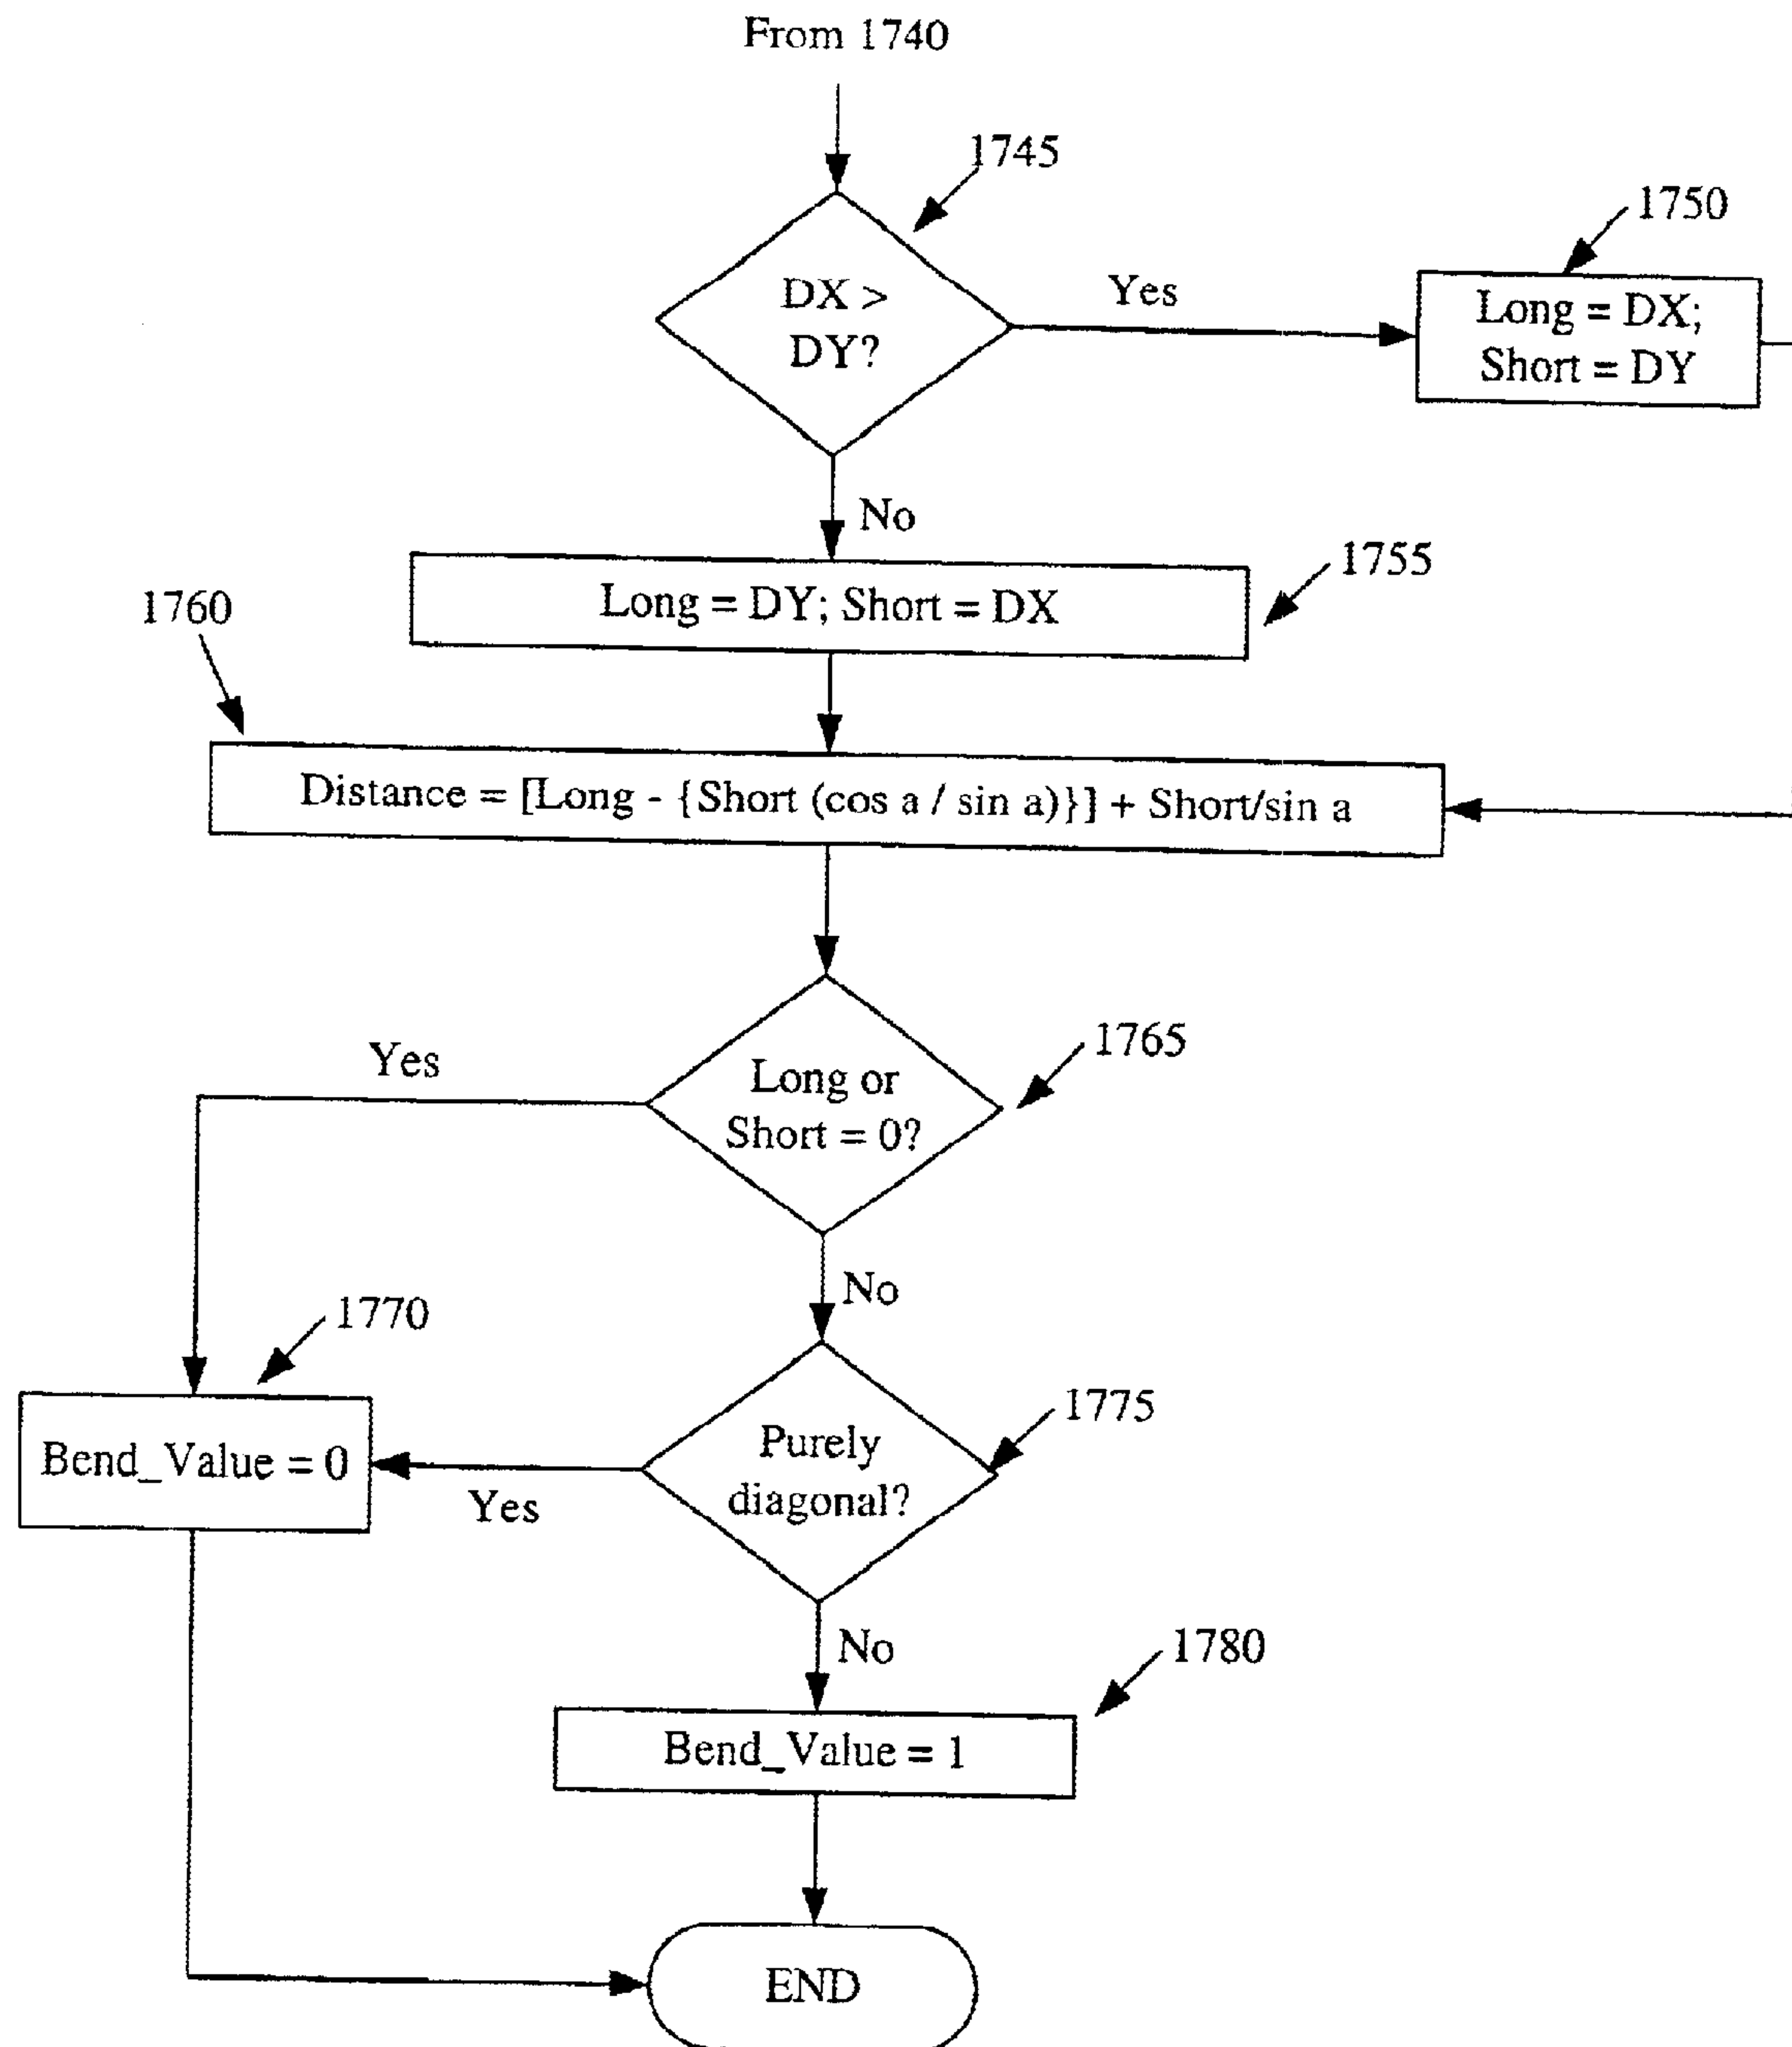 From 1740
1745
1750
DX >
DY?
Yes
Long = DX;
Short = DY
No
1755
1760
Long = DY; Short = DX
Distance = [Long - {Short (cos a / sin a)}] + Short/sin a
1765
Yes
Long or
Short = 0?
No
1770
1775
Bend_Value = 0
Purely
diagonal?
Yes
No
1780
Bend_Value = 1
END